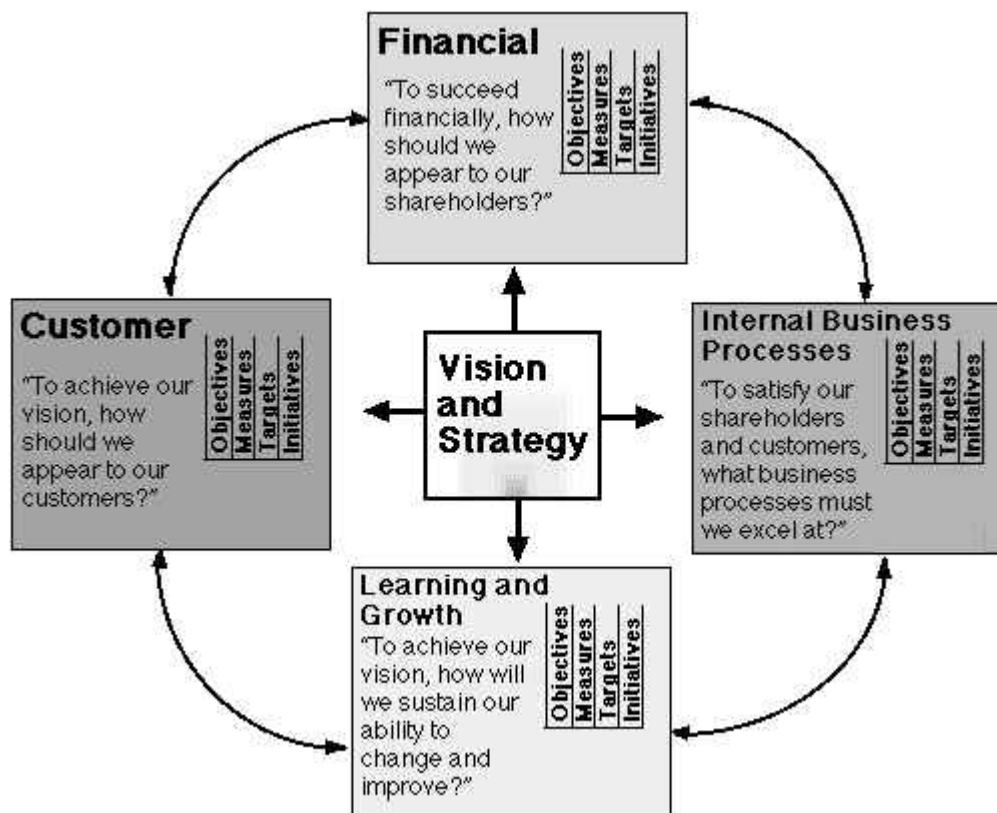 Financial
“To succeed
financially, how
should we
appear to our
shareholders?”
Objectives
Measures
Targets
Initiatives
Customer
“To achieve our
vision, how
should we
appear to our
customers?”
Objectives
Measures
Targets
Initiatives
Vision
and
Strategy
Internal Business
Processes
“To satisfy our
shareholders
and customers,
what business
processes must
we excel at?”
Objectives
Measures
Targets
Initiatives
Learning and
Growth
“To achieve our
vision, how will
we sustain our
ability to
change and
improve?”
Objectives
Measures
Targets
Initiatives